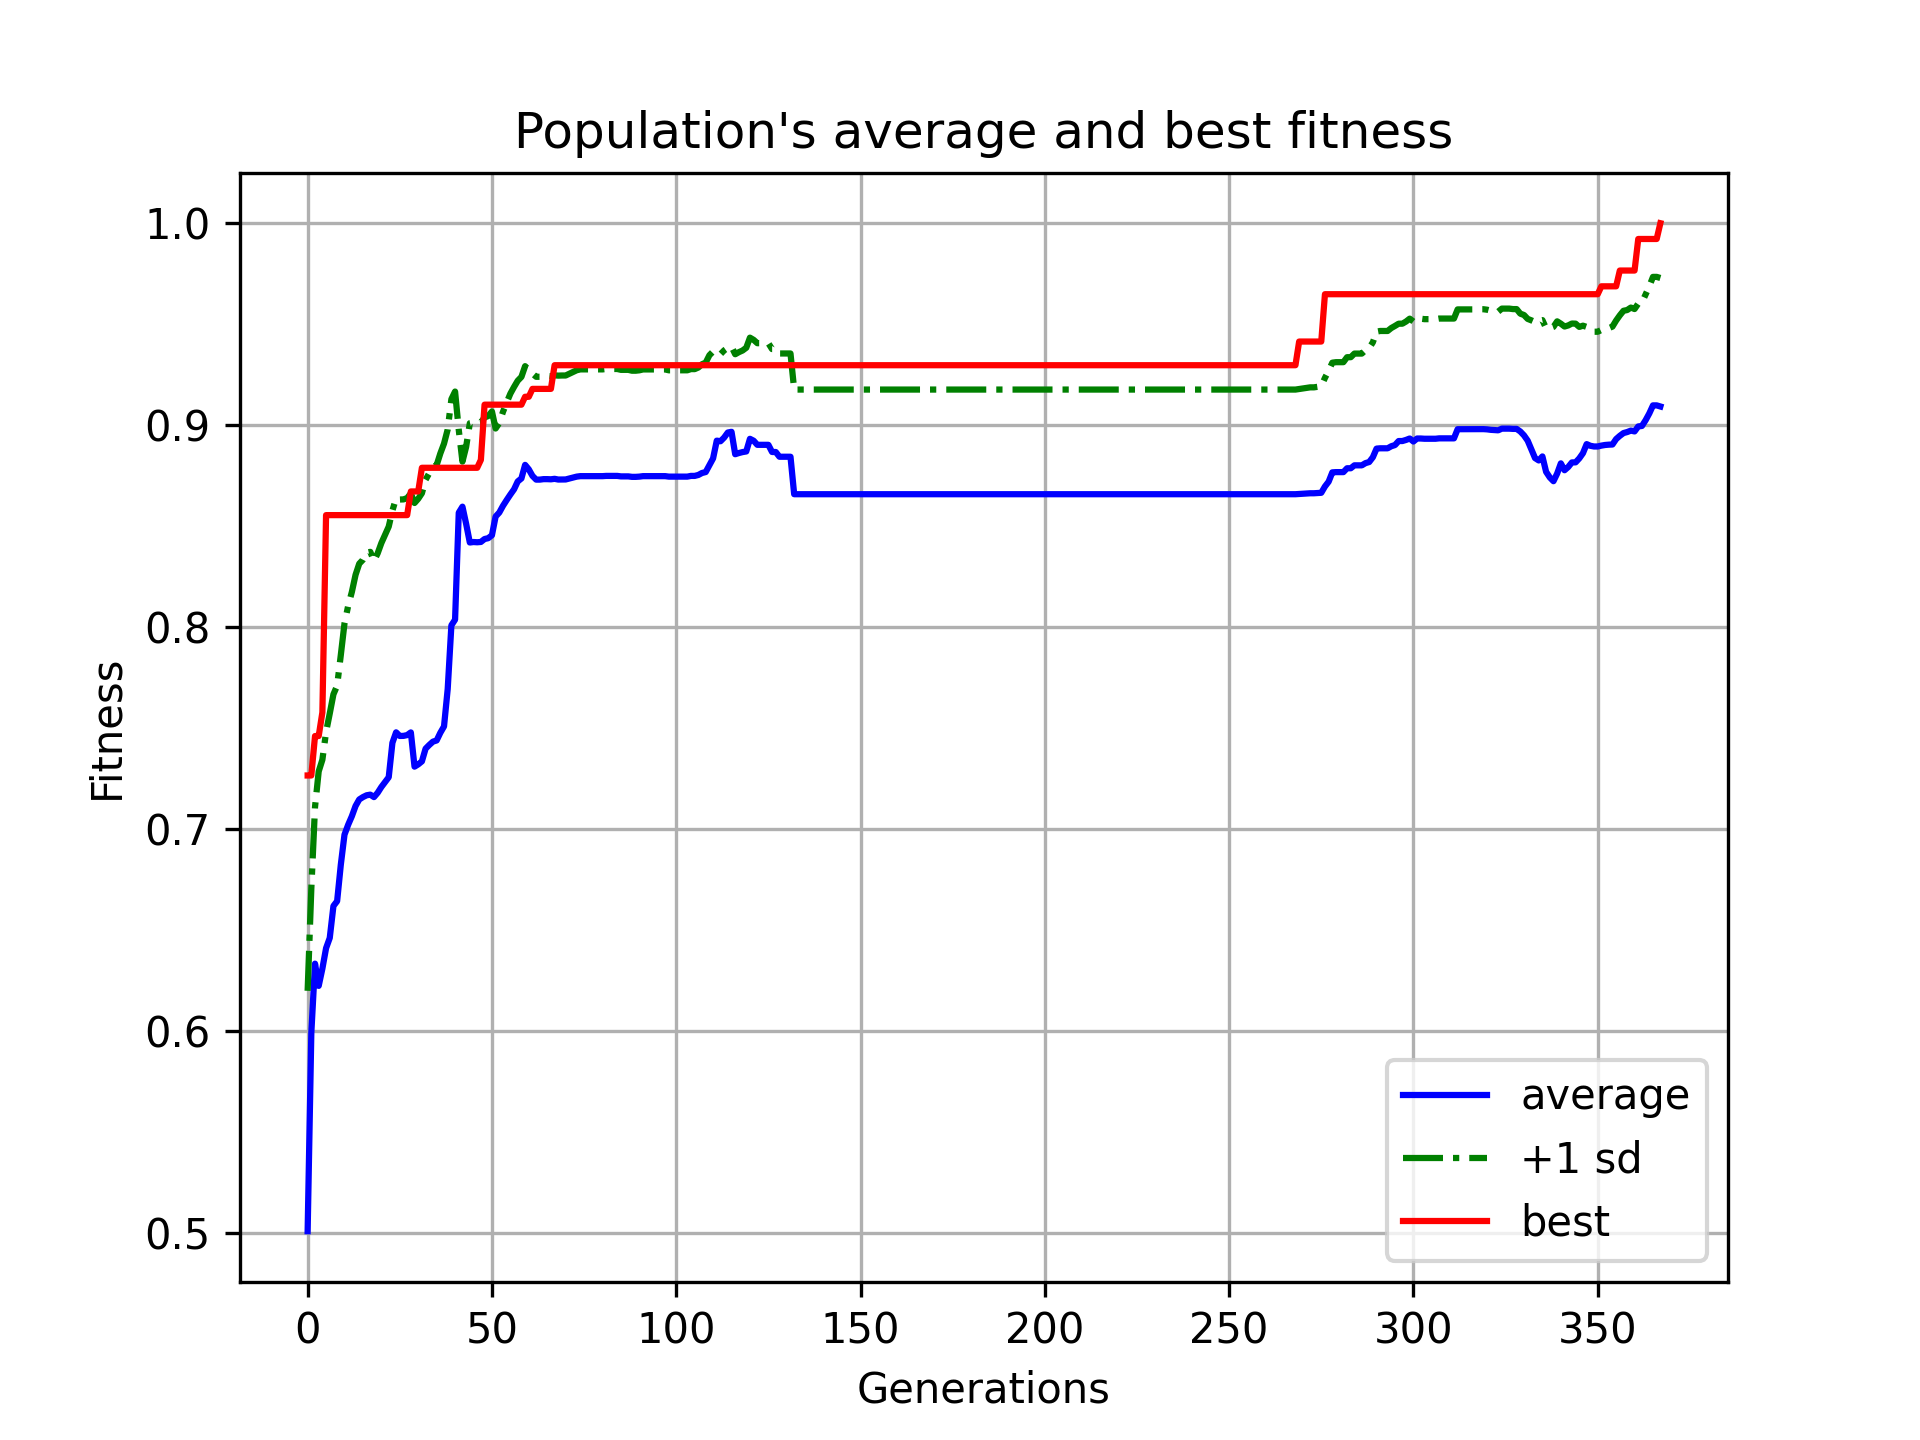 Population's average and best fitness
1.0
0.9
0.8
0.7
0.6
0.5
Fitness
average
+1 sd
best
0 50 100 150 200 250 300 350
Generations